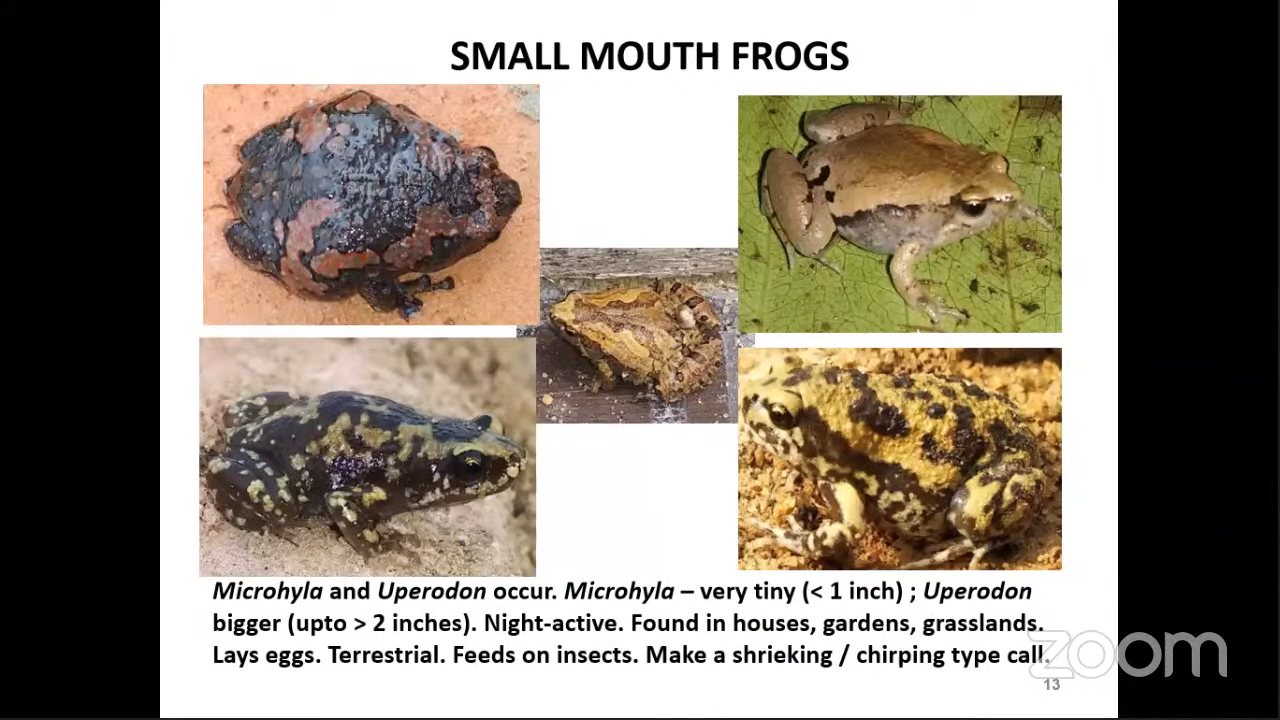 SMALL MOUTH FROGS
Microhyla and Uperodon occur. Microhyla – very tiny (< 1 inch) ; Uperodon
bigger (upto > 2 inches). Night-active. Found in houses, gardens, grasslands.
Lays eggs. Terrestrial. Feeds on insects. Make a shrieking / chirping type call.
zoom
13